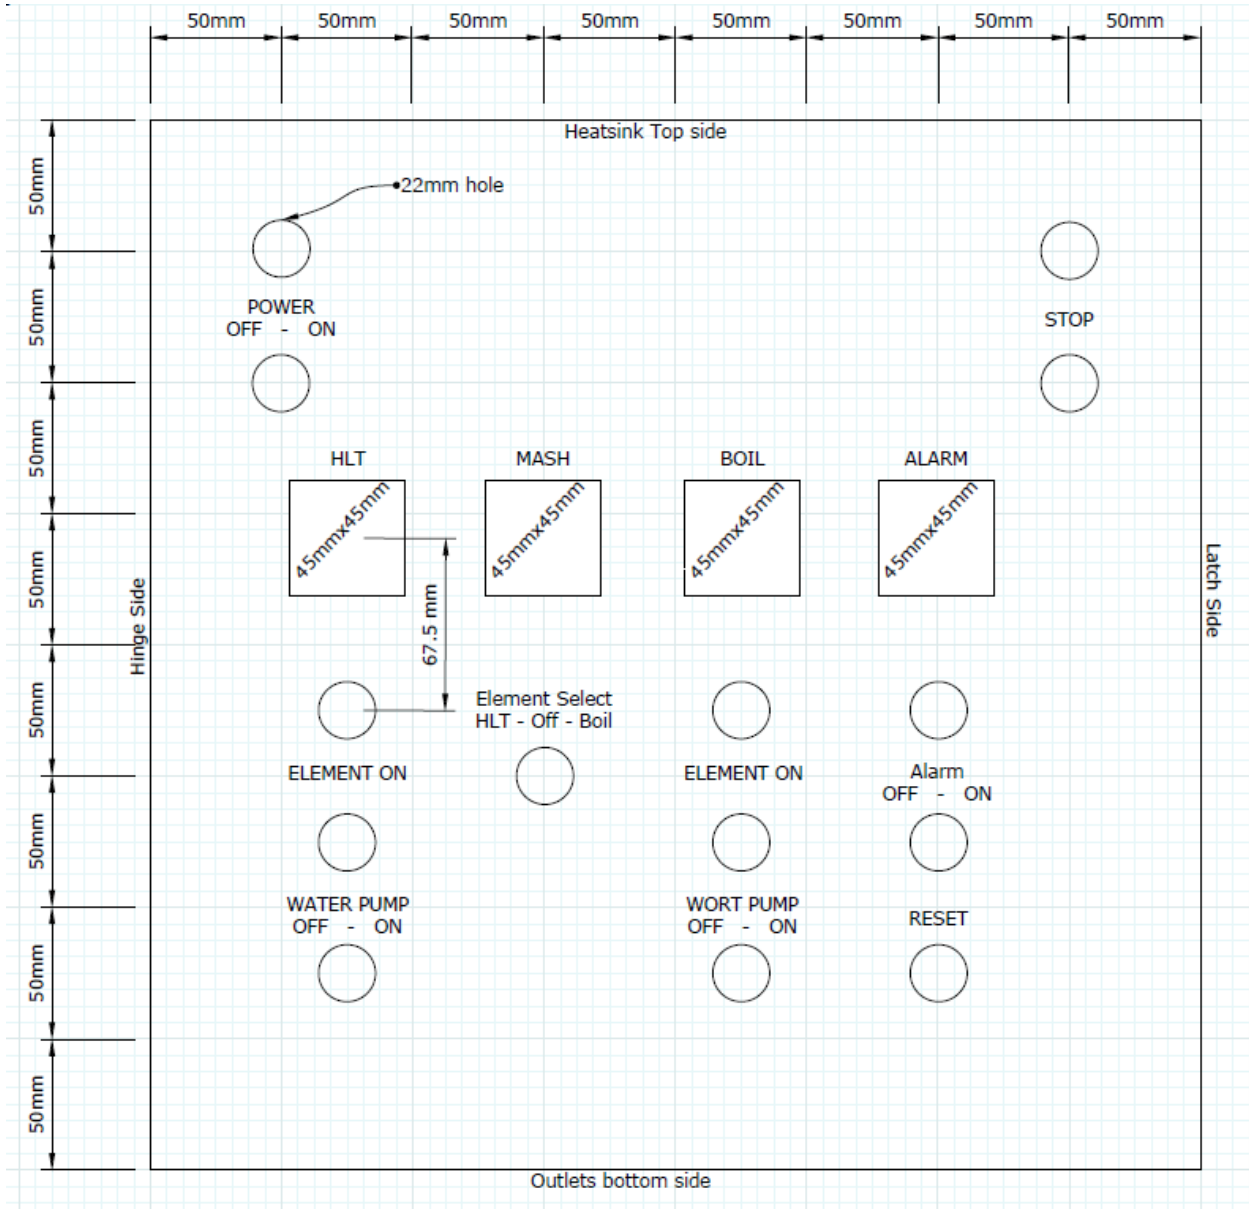 50mm 50mm 50mm 50mm 50mm 50mm 50mm 50mm
Heatsink Top side
50mm
22mm hole
50mm
POWER
OFF - ON
STOP
50mm
HLT MASH BOIL ALARM
45mmx45mm 45mmx45mm 45mmx45mm 45mmx45mm
50mm
Hinge Side
Latch Side
67.5 mm
50mm
Element Select
HLT - Off - Boil
ELEMENT ON ELEMENT ON Alarm
OFF - ON
50mm
WATER PUMP WORT PUMP RESET
OFF - ON OFF - ON
50mm
50mm
Outlets bottom side